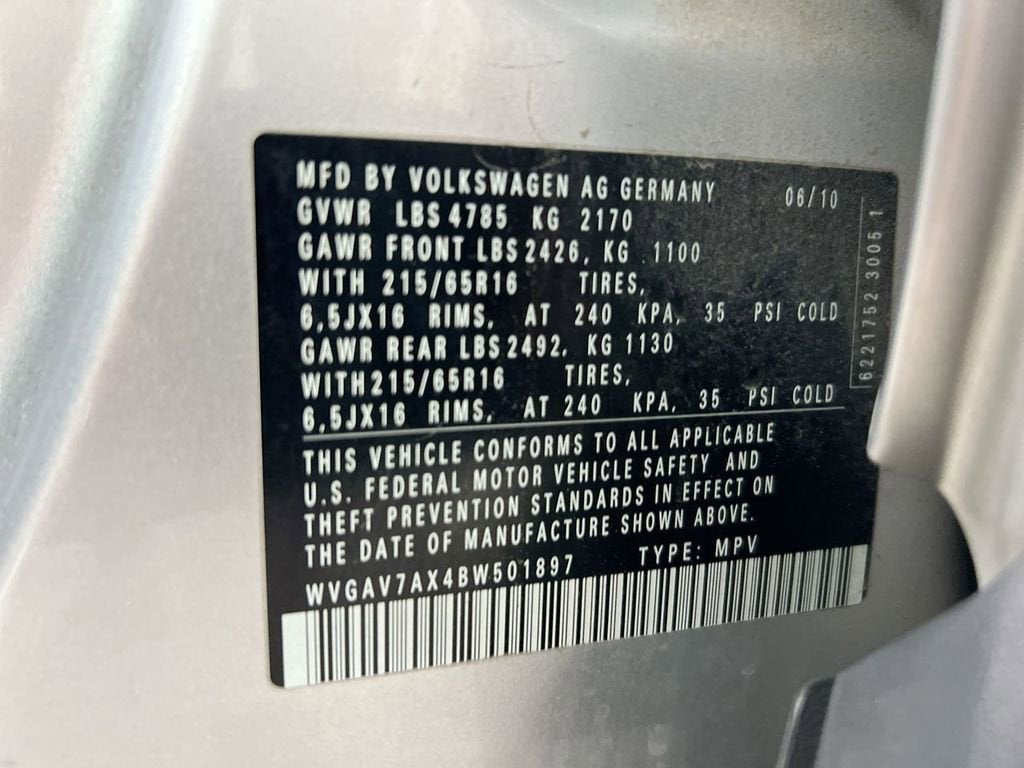 MFD BY VOLKSWAGEN AG GERMANY 06/10
GVWR LBS 4785 KG 2170
GAWR FRONT LBS 2426, KG 1100
WITH 215/65R16 TIRES,
6,5JX16 RIMS, AT 240 KPA, 35 PSI COLD
GAWR REAR LBS 2492, KG 1130
WITH 215/65R16 TIRES,
6,5JX16 RIMS, AT 240 KPA, 35 PSI COLD
THIS VEHICLE CONFORMS TO ALL APPLICABLE
U.S. FEDERAL MOTOR VEHICLE SAFETY AND
THEFT PREVENTION STANDARDS IN EFFECT ON
THE DATE OF MANUFACTURE SHOWN ABOVE.
WVGAV7AX4BW501897 TYPE: MPV
6221752 30051